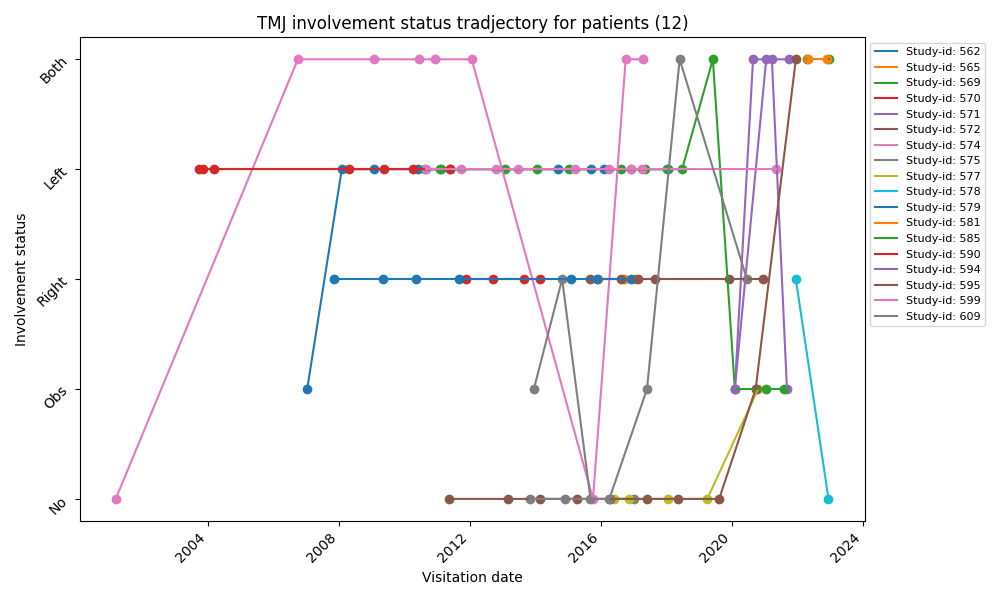 TMJ involvement status tradjectory for patients (12)
Involvement status
Both
Left
Right
Obs
No
2004
2008
2012
2016
2020
2024
Visitation date
Study-id: 562
Study-id: 565
Study-id: 569
Study-id: 570
Study-id: 571
Study-id: 572
Study-id: 574
Study-id: 575
Study-id: 577
Study-id: 578
Study-id: 579
Study-id: 581
Study-id: 585
Study-id: 590
Study-id: 594
Study-id: 595
Study-id: 599
Study-id: 609